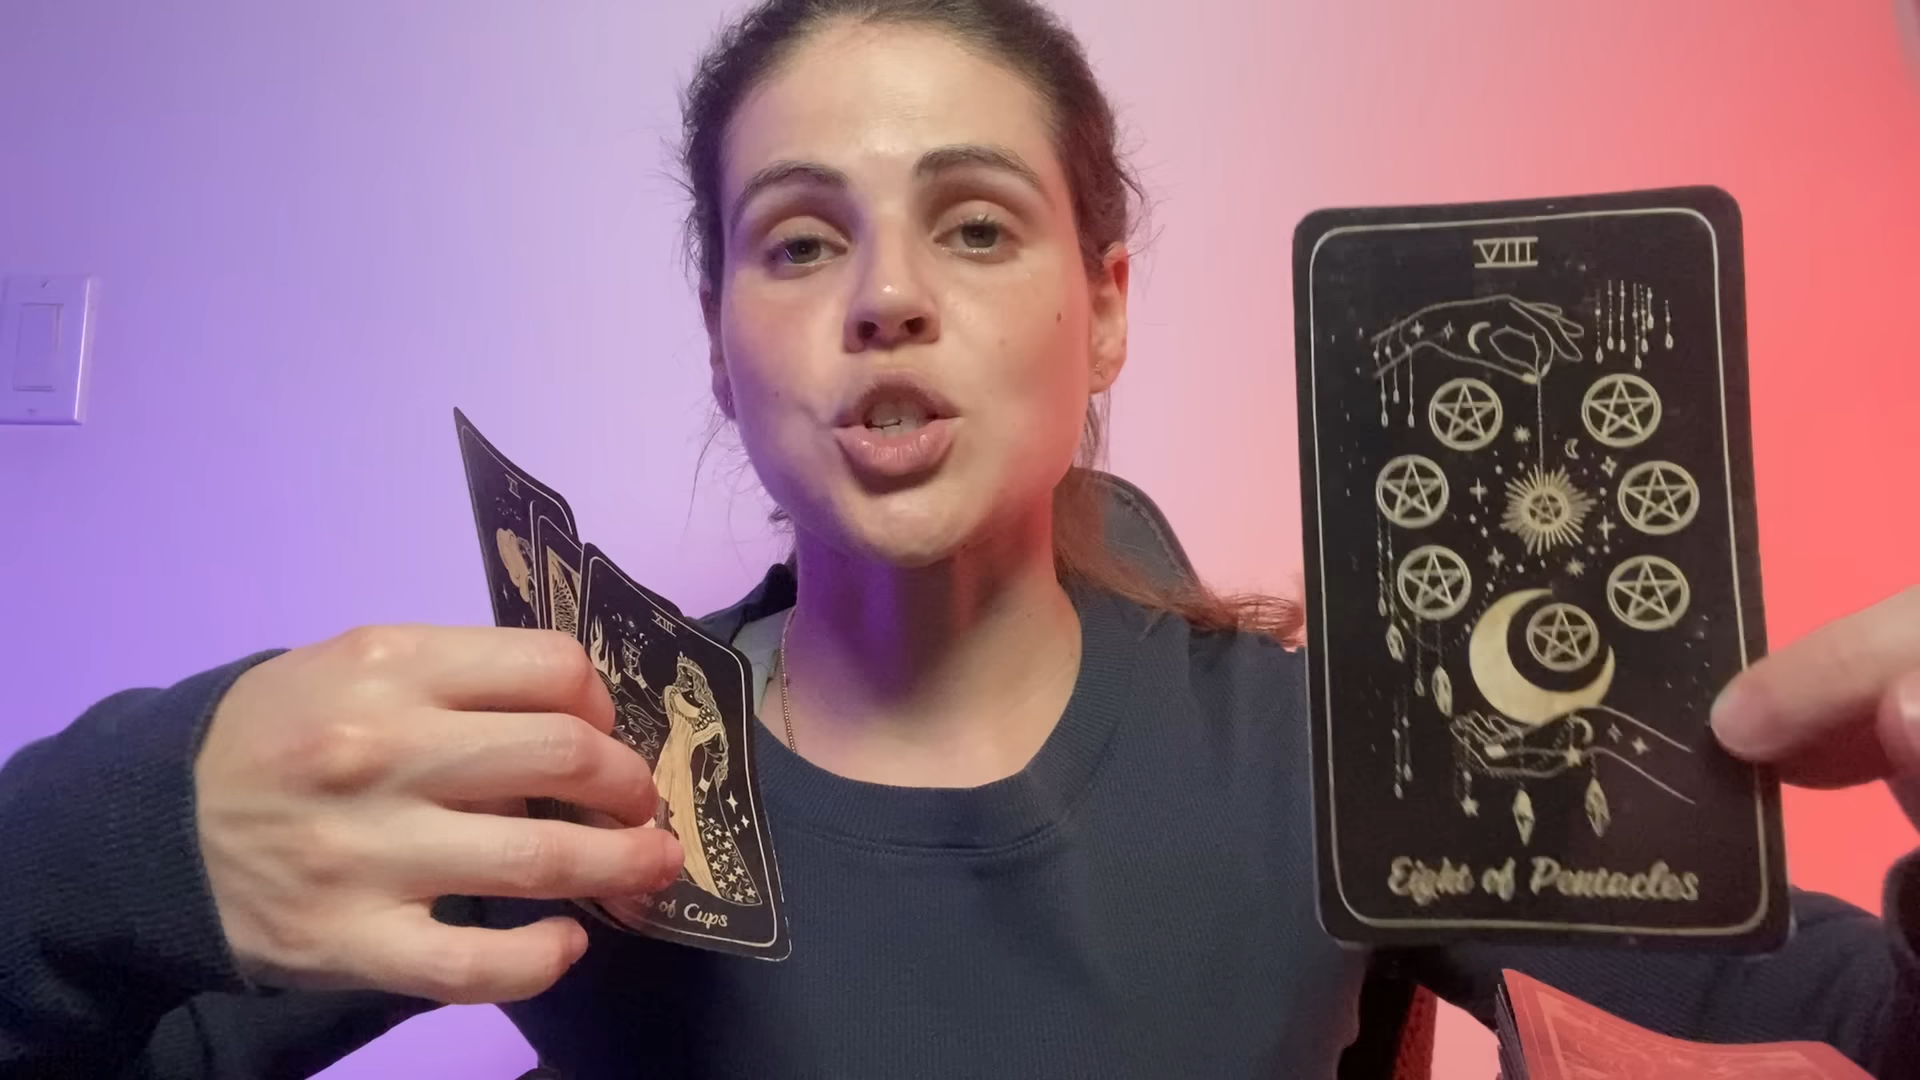 VIII
Eight of Pentacles
XIII
of Cups